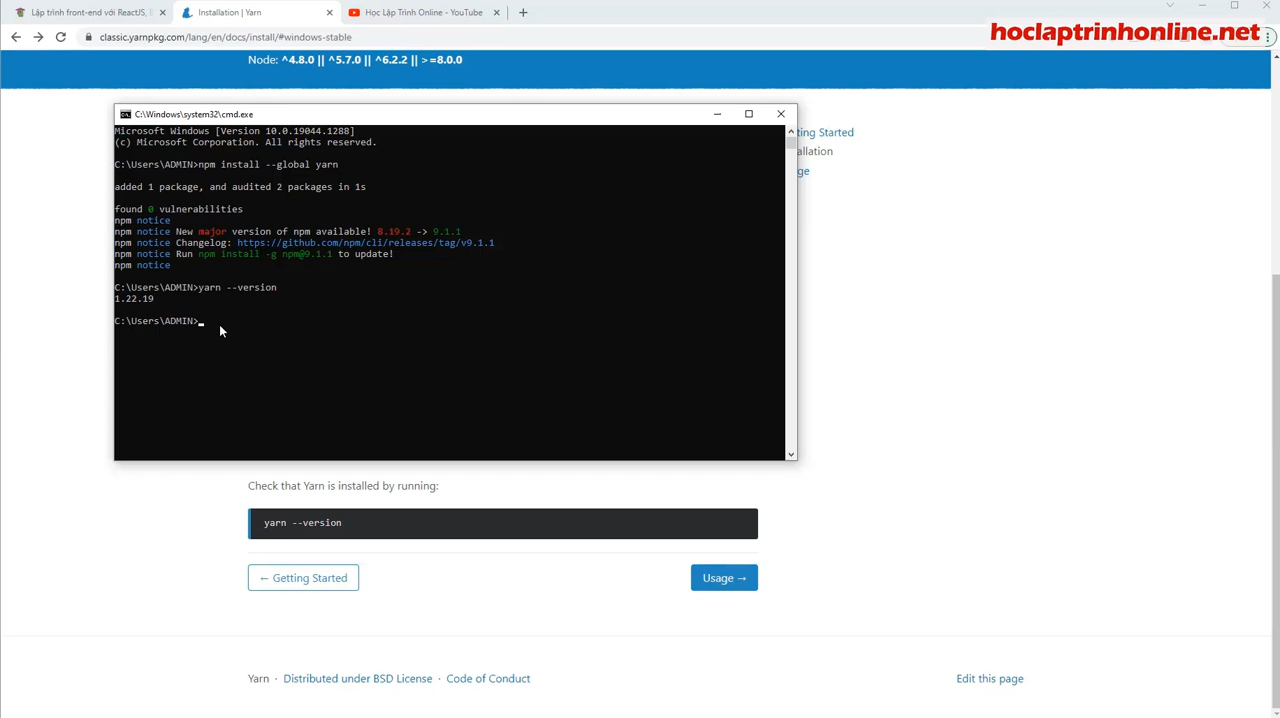 Lập trình front-end với ReactJS,
Installation | Yarn
Học Lập Trình Online - YouTube
classic.yarnpkg.com/lang/en/docs/install/#windows-stable
hoclaptrinhonline.net
Node: ^4.8.0 || ^5.7.0 || ^6.2.2 || >=8.0.0
C:\Windows\system32\cmd.exe
Microsoft Windows [Version 10.0.19044.1288]
(c) Microsoft Corporation. All rights reserved.
C:\Users\ADMIN>npm install --global yarn
added 1 package, and audited 2 packages in 1s
found 0 vulnerabilities
npm notice
npm notice New major version of npm available! 8.19.2 -> 9.1.1
npm notice Changelog: https://github.com/npm/cli/releases/tag/v9.1.1
npm notice Run npm install -g npm@9.1.1 to update!
npm notice
C:\Users\ADMIN>yarn --version
1.22.19
C:\Users\ADMIN>
ting Started
allation
ge
Check that Yarn is installed by running:
yarn --version
← Getting Started
Usage →
Yarn · Distributed under BSD License · Code of Conduct
Edit this page